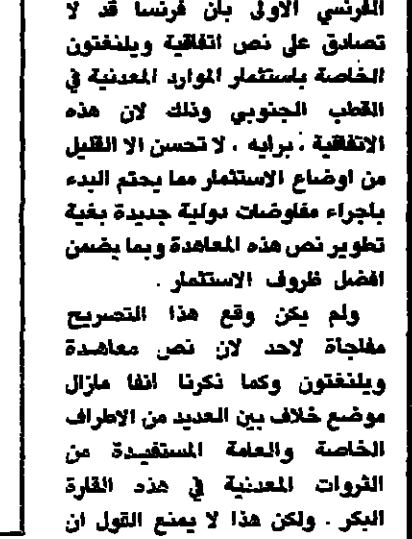 الفرنسي الاولى بان فرنسا قد لا
تصادق على نص اتفاقية ويلنغتون
الخاصة باستثمار الموارد المعدنية في
القطب الجنوبي وذلك لان هذه
الاتفاقية ، برايه ، لا تحسن الا القليل
من اوضاع الاستثمار مما يحتم البدء
باجراء مفاوضات دولية جديدة بغية
تطوير نص هذه المعاهدة وبما يضمن
افضل ظروف الاستثمار .
ولم يكن وقع هذا التصريح
مفاجأة لاحد لان نص معاهدة
ويلنغتون وكما ذكرنا انفا مازال
موضع خلاف بين العديد من الاطراف
الخاصة والعامة المستفيدة من
الثروات المعدنية في هذه القارة
البكر . ولكن هذا لا يمنع القول ان